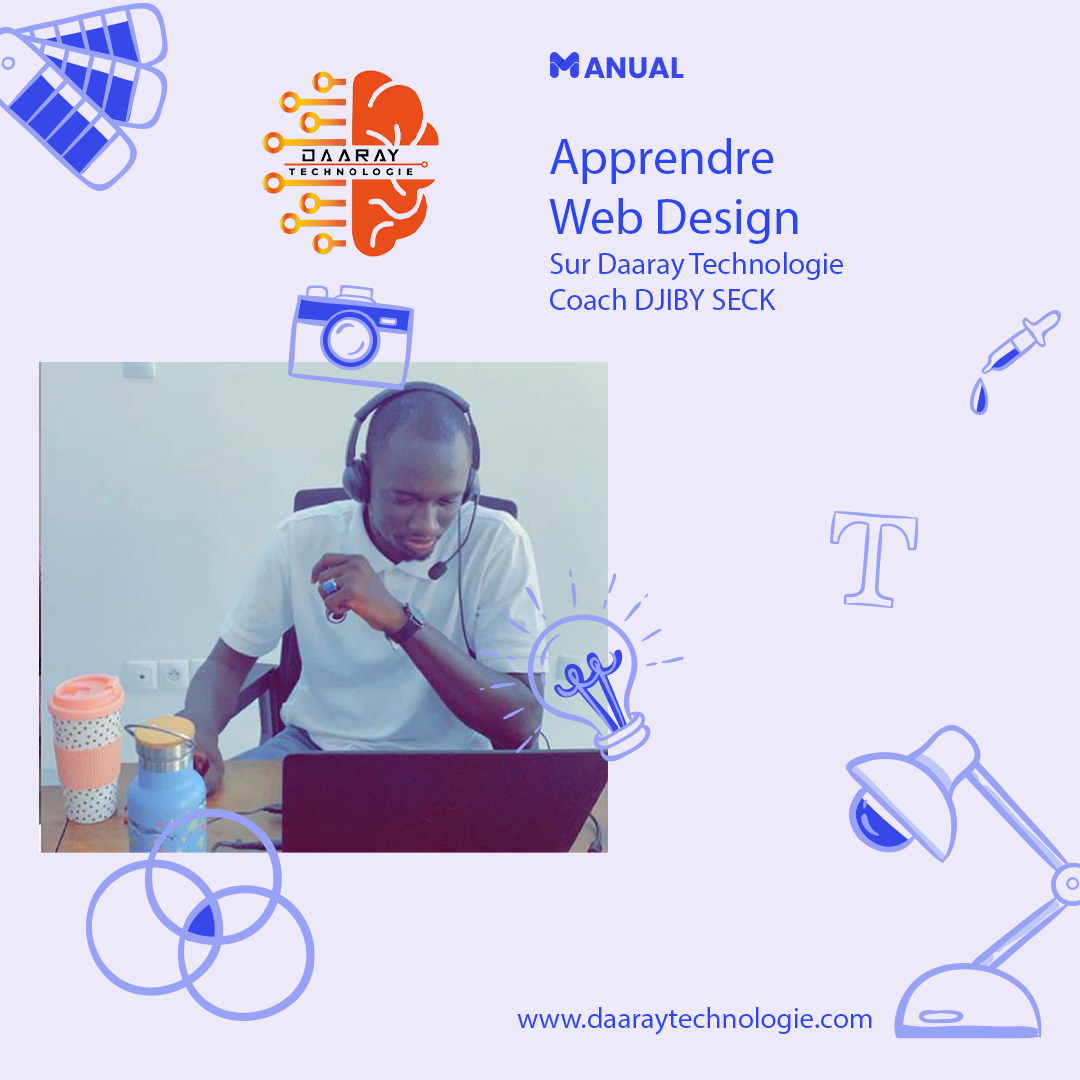 MANUAL
DAARAY
TECHNOLOGIE
Apprendre
Web Design
Sur Daaray Technologie
Coach DJIBY SECK
T
www.daaraytechnologie.com